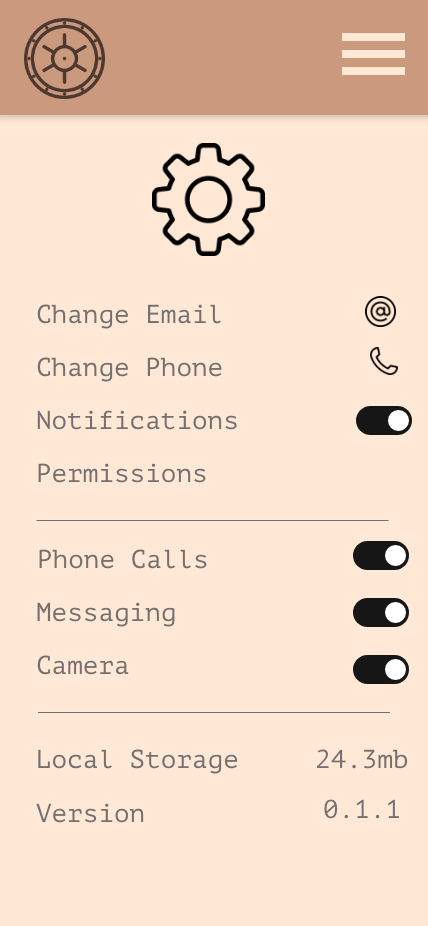 Change Email
Change Phone
Notifications
Permissions
Phone Calls
Messaging
Camera
Local Storage 24.3mb
Version 0.1.1